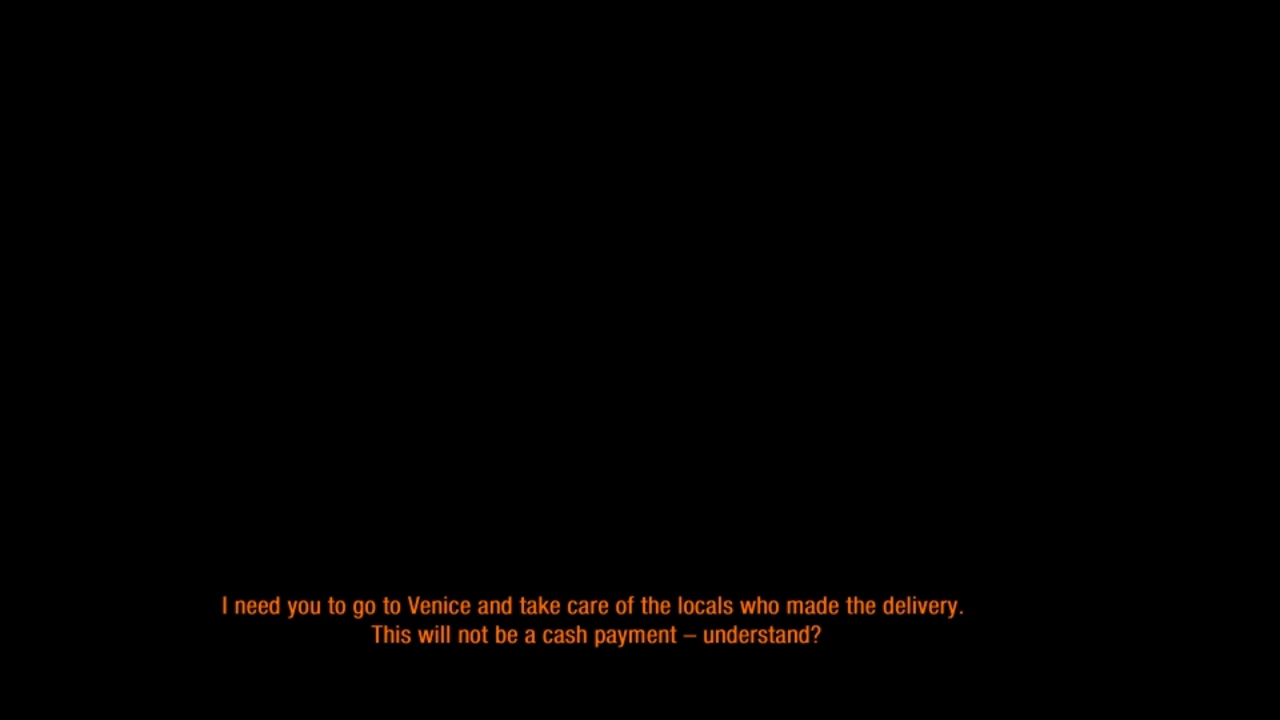 I need you to go to Venice and take care of the locals who made the delivery.
This will not be a cash payment – understand?